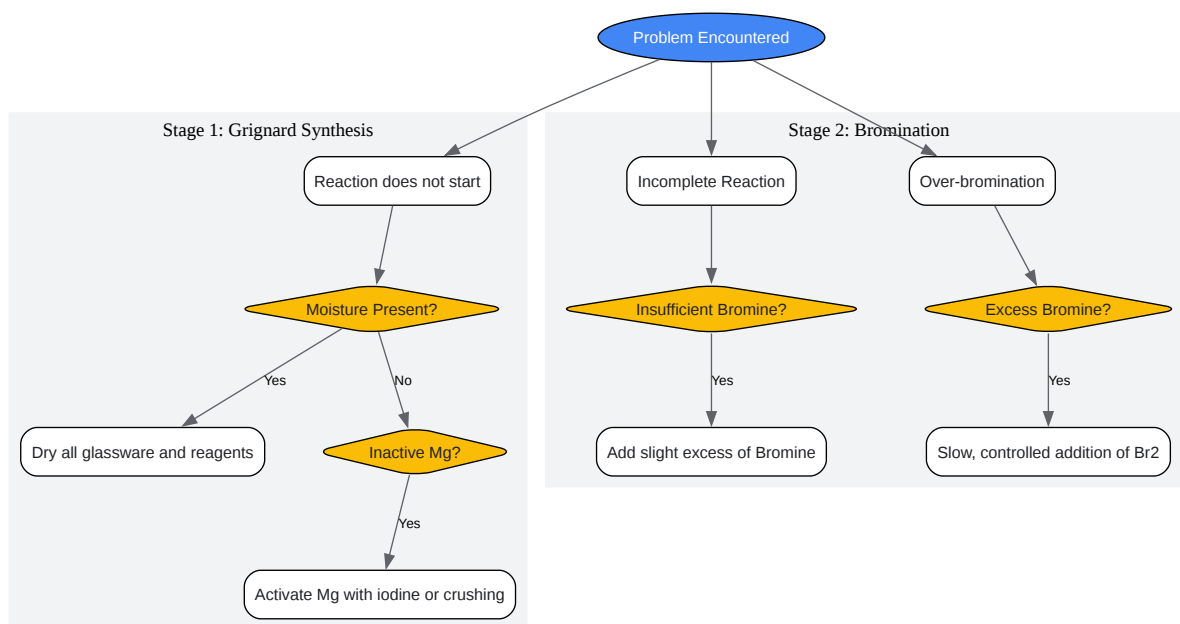 Problem Encountered
Stage 1: Grignard Synthesis
Stage 2: Bromination
Reaction does not start
Incomplete Reaction
Over-bromination
Moisture Present?
Insufficient Bromine?
Excess Bromine?
Yes
No
Yes
Yes
Dry all glassware and reagents
Inactive Mg?
Add slight excess of Bromine
Slow, controlled addition of Br2
Yes
Activate Mg with iodine or crushing